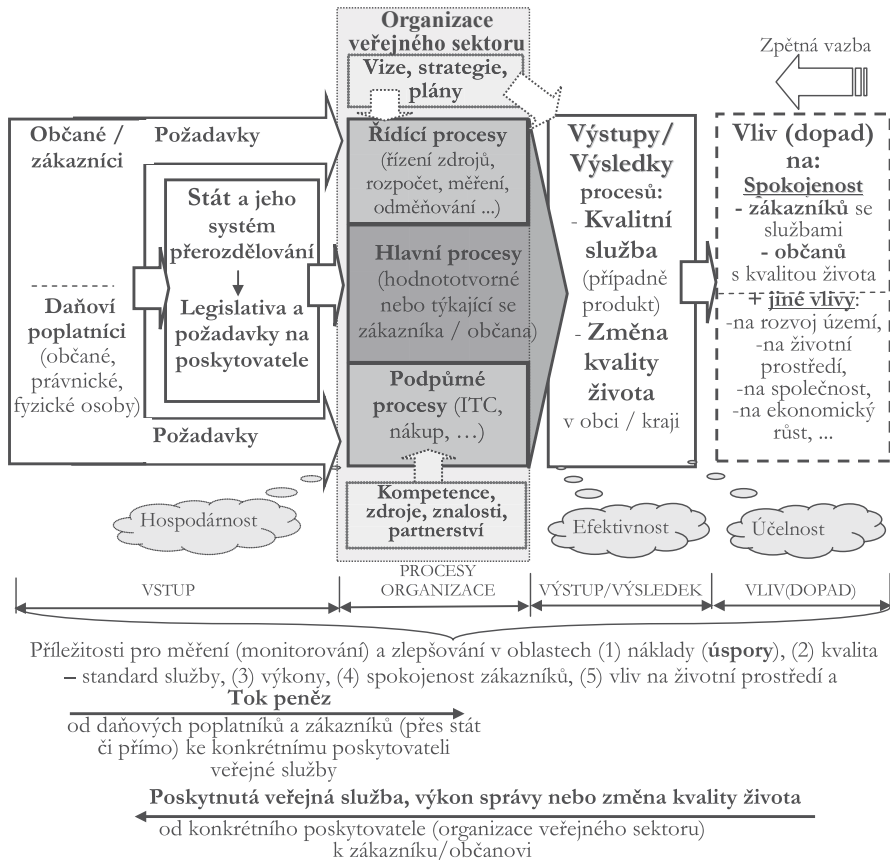 Organizace
veřejného sektoru
Vize, strategie,
plány
Zpětná vazba
Občané /
zákazníci
Daňoví
poplatníci
(občané,
právnické,
fyzické osoby)
Požadavky
Stát a jeho
systém
přerozdělování
Legislativa a
požadavky na
poskytovatele
Požadavky
Řídící procesy
(řízení zdrojů,
rozpočet, měření,
odměňování ...)
Hlavní procesy
(hodnototvorné
nebo týkající se
zákazníka / občana)
Podpůrné
procesy (ITC,
nákup, …)
Kompetence,
zdroje, znalosti,
partnerství
Výstupy/
Výsledky
procesů:
- Kvalitní
služba
(případně
produkt)
- Změna
kvality
života
v obci / kraji
Vliv (dopad)
na:
Spokojenost
- zákazníků se
službami
- občanů
s kvalitou života
+ jiné vlivy:
-na rozvoj území,
-na životní
prostředí,
-na společnost,
-na ekonomický
růst, ...
Hospodárnost
Efektivnost
Účelnost
VSTUP
PROCESY
ORGANIZACE
VÝSTUP/VÝSLEDEK
VLIV(DOPAD)
Příležitosti pro měření (monitorování) a zlepšování v oblastech (1) náklady (úspory), (2) kvalita
– standard služby, (3) výkony, (4) spokojenost zákazníků, (5) vliv na životní prostředí a
Tok peněz
od daňových poplatníků a zákazníků (přes stát
či přímo) ke konkrétnímu poskytovateli
veřejné služby
Poskytnutá veřejná služba, výkon správy nebo změna kvality života
od konkrétního poskytovatele (organizace veřejného sektoru)
k zákazníku/občanovi